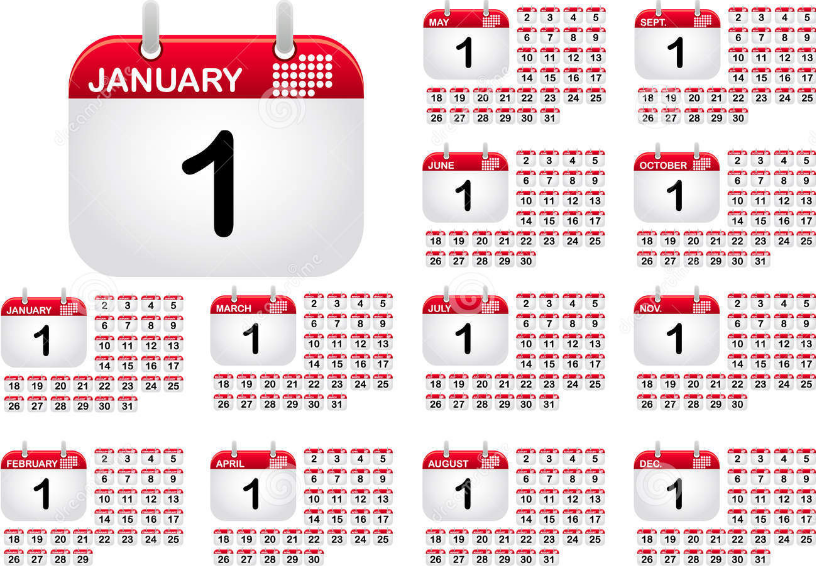 JANUARY
1
JANUARY
1
2 3 4 5
6 7 8 9
10 11 12 13
14 15 16 17
18 19 20 21 22 23 24 25
26 27 28 29 30 31
FEBRUARY
1
2 3 4 5
6 7 8 9
10 11 12 13
14 15 16 17
18 19 20 21 22 23 24 25
26 27 28 29
MARCH
1
2 3 4 5
6 7 8 9
10 11 12 13
14 15 16 17
18 19 20 21 22 23 24 25
26 27 28 29 30 31
APRIL
1
2 3 4 5
6 7 8 9
10 11 12 13
14 15 16 17
18 19 20 21 22 23 24 25
26 27 28 29 30
MAY
1
2 3 4 5
6 7 8 9
10 11 12 13
14 15 16 17
18 19 20 21 22 23 24 25
26 27 28 29 30 31
JUNE
1
2 3 4 5
6 7 8 9
10 11 12 13
14 15 16 17
18 19 20 21 22 23 24 25
26 27 28 29 30
JULY
1
2 3 4 5
6 7 8 9
10 11 12 13
14 15 16 17
18 19 20 21 22 23 24 25
26 27 28 29 30 31
AUGUST
1
2 3 4 5
6 7 8 9
10 11 12 13
14 15 16 17
18 19 20 21 22 23 24 25
26 27 28 29 30 31
SEPT.
1
2 3 4 5
6 7 8 9
10 11 12 13
14 15 16 17
18 19 20 21 22 23 24 25
26 27 28 29 30
OCTOBER
1
2 3 4 5
6 7 8 9
10 11 12 13
14 15 16 17
18 19 20 21 22 23 24 25
26 27 28 29 30 31
NOV.
1
2 3 4 5
6 7 8 9
10 11 12 13
14 15 16 17
18 19 20 21 22 23 24 25
26 27 28 29 30
DEC.
1
2 3 4 5
6 7 8 9
10 11 12 13
14 15 16 17
18 19 20 21 22 23 24 25
26 27 28 29 30 31